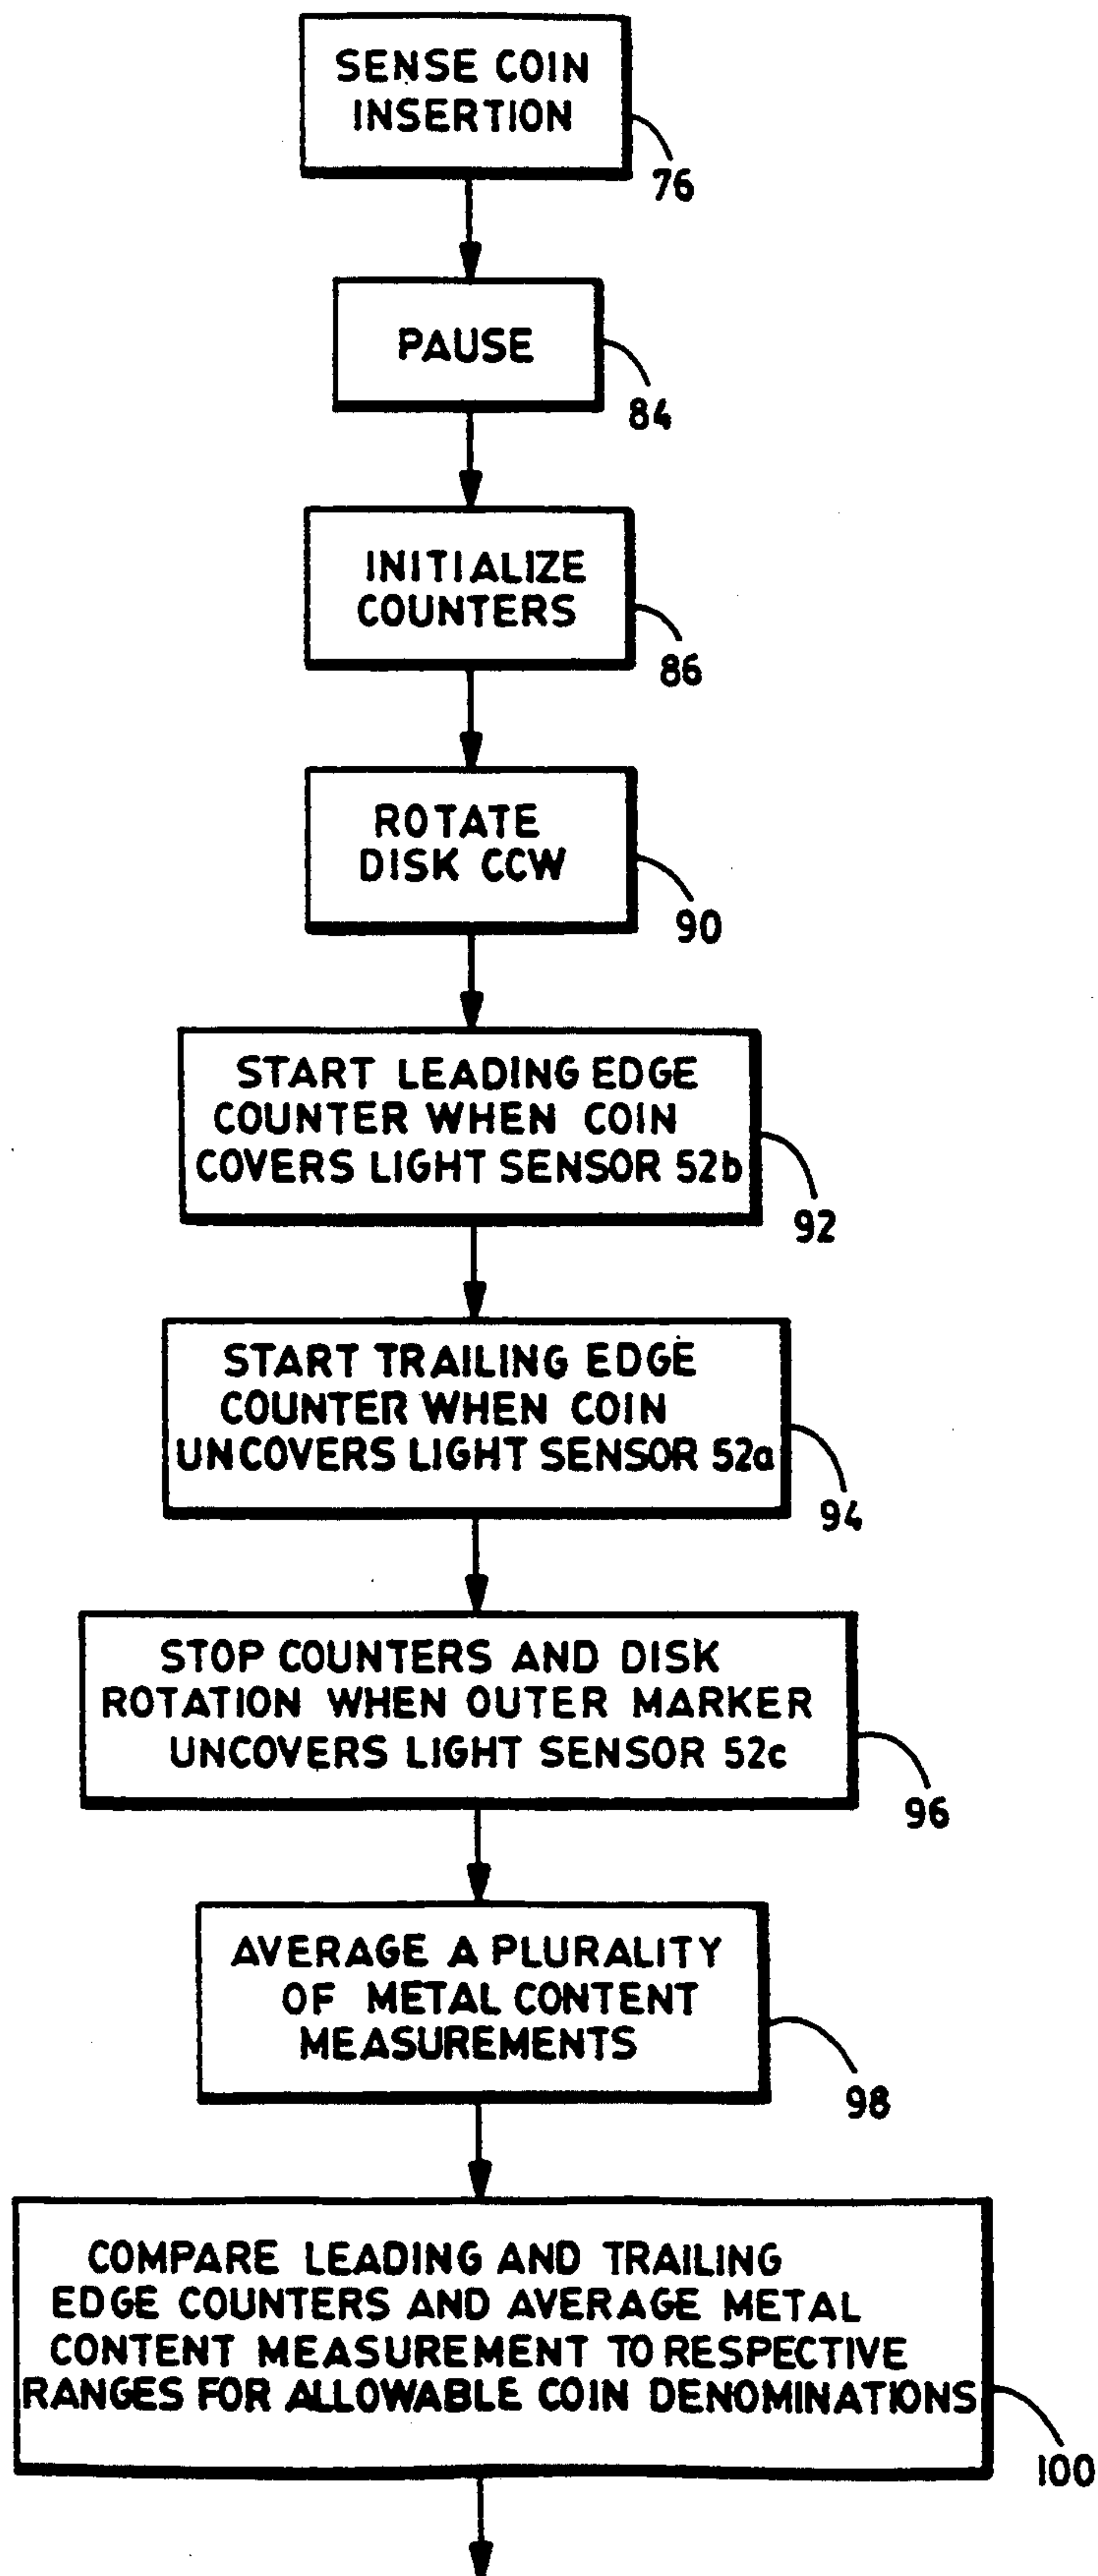 SENSE COIN
INSERTION
76
PAUSE
84
INITIALIZE
COUNTERS
86
ROTATE
DISK CCW
90
START LEADING EDGE
COUNTER WHEN COIN
COVERS LIGHT SENSOR 52b
92
START TRAILING EDGE
COUNTER WHEN COIN
UNCOVERS LIGHT SENSOR 52a
94
STOP COUNTERS AND DISK
ROTATION WHEN OUTER MARKER
UNCOVERS LIGHT SENSOR 52c
96
AVERAGE A PLURALITY
OF METAL CONTENT
MEASUREMENTS
98
COMPARE LEADING AND TRAILING
EDGE COUNTERS AND AVERAGE METAL
CONTENT MEASUREMENT TO RESPECTIVE
RANGES FOR ALLOWABLE COIN DENOMINATIONS
100